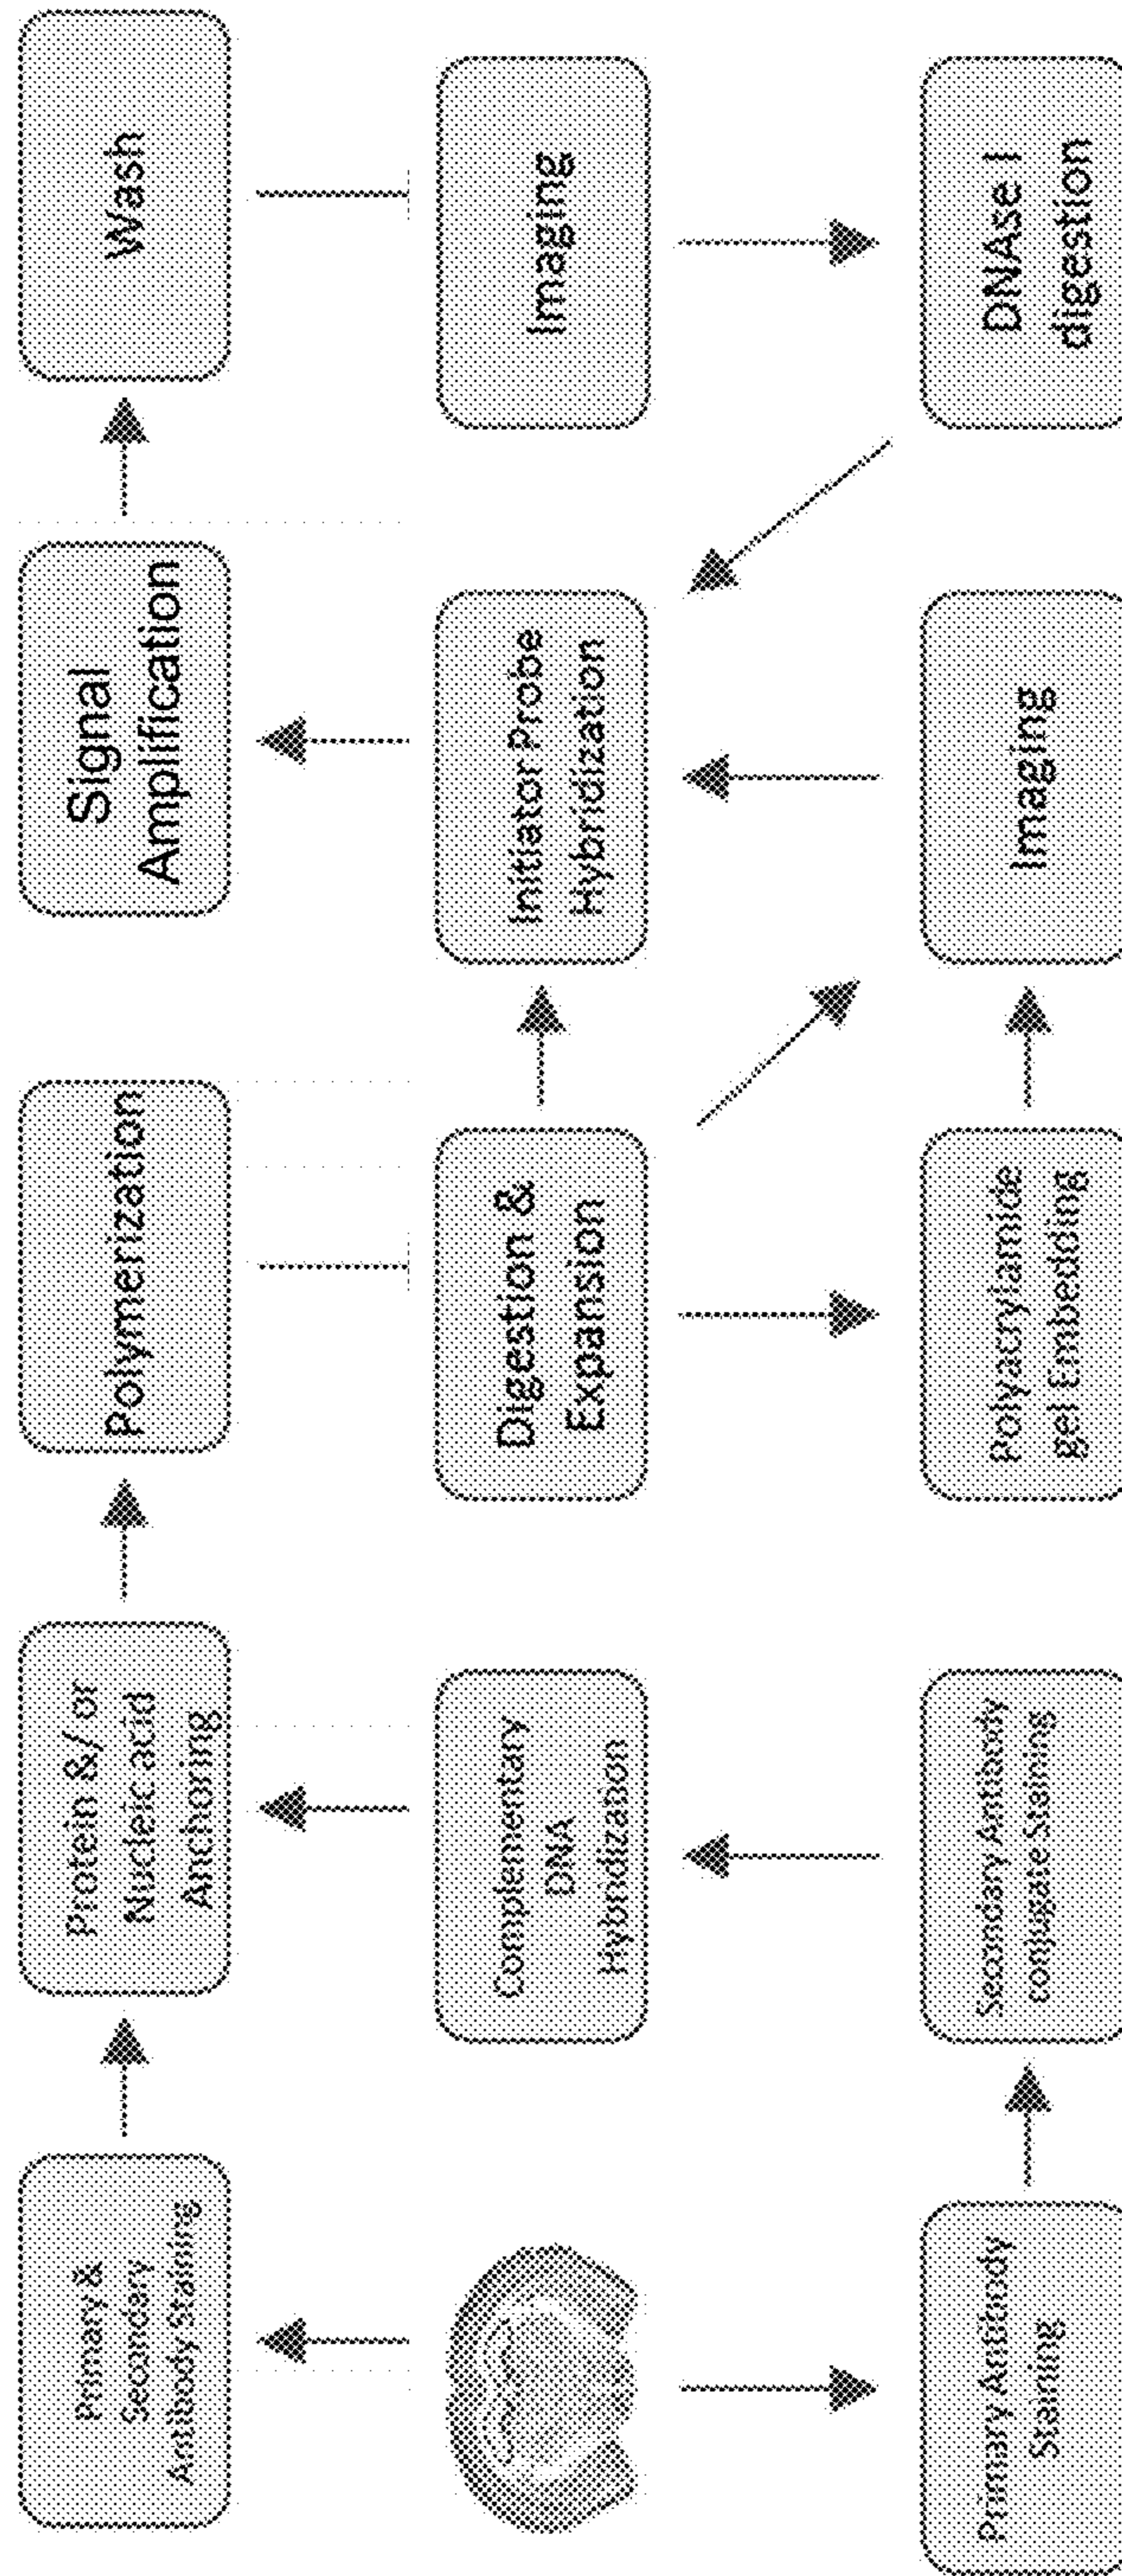 Primary &
Secondary
Antibody Staining
Protein &/ or
Nucleic acid
Anchoring
Polymerization
Signal
Amplification
Wash
Complementary
DNA
Hybridization
Digestion &
Expansion
Initiator Probe
Hybridization
Imaging
Primary Antibody
Staining
Secondary Antibody
conjugate Staining
Polyacrylamide
gel Embedding
Imaging
DNAse I
digestion